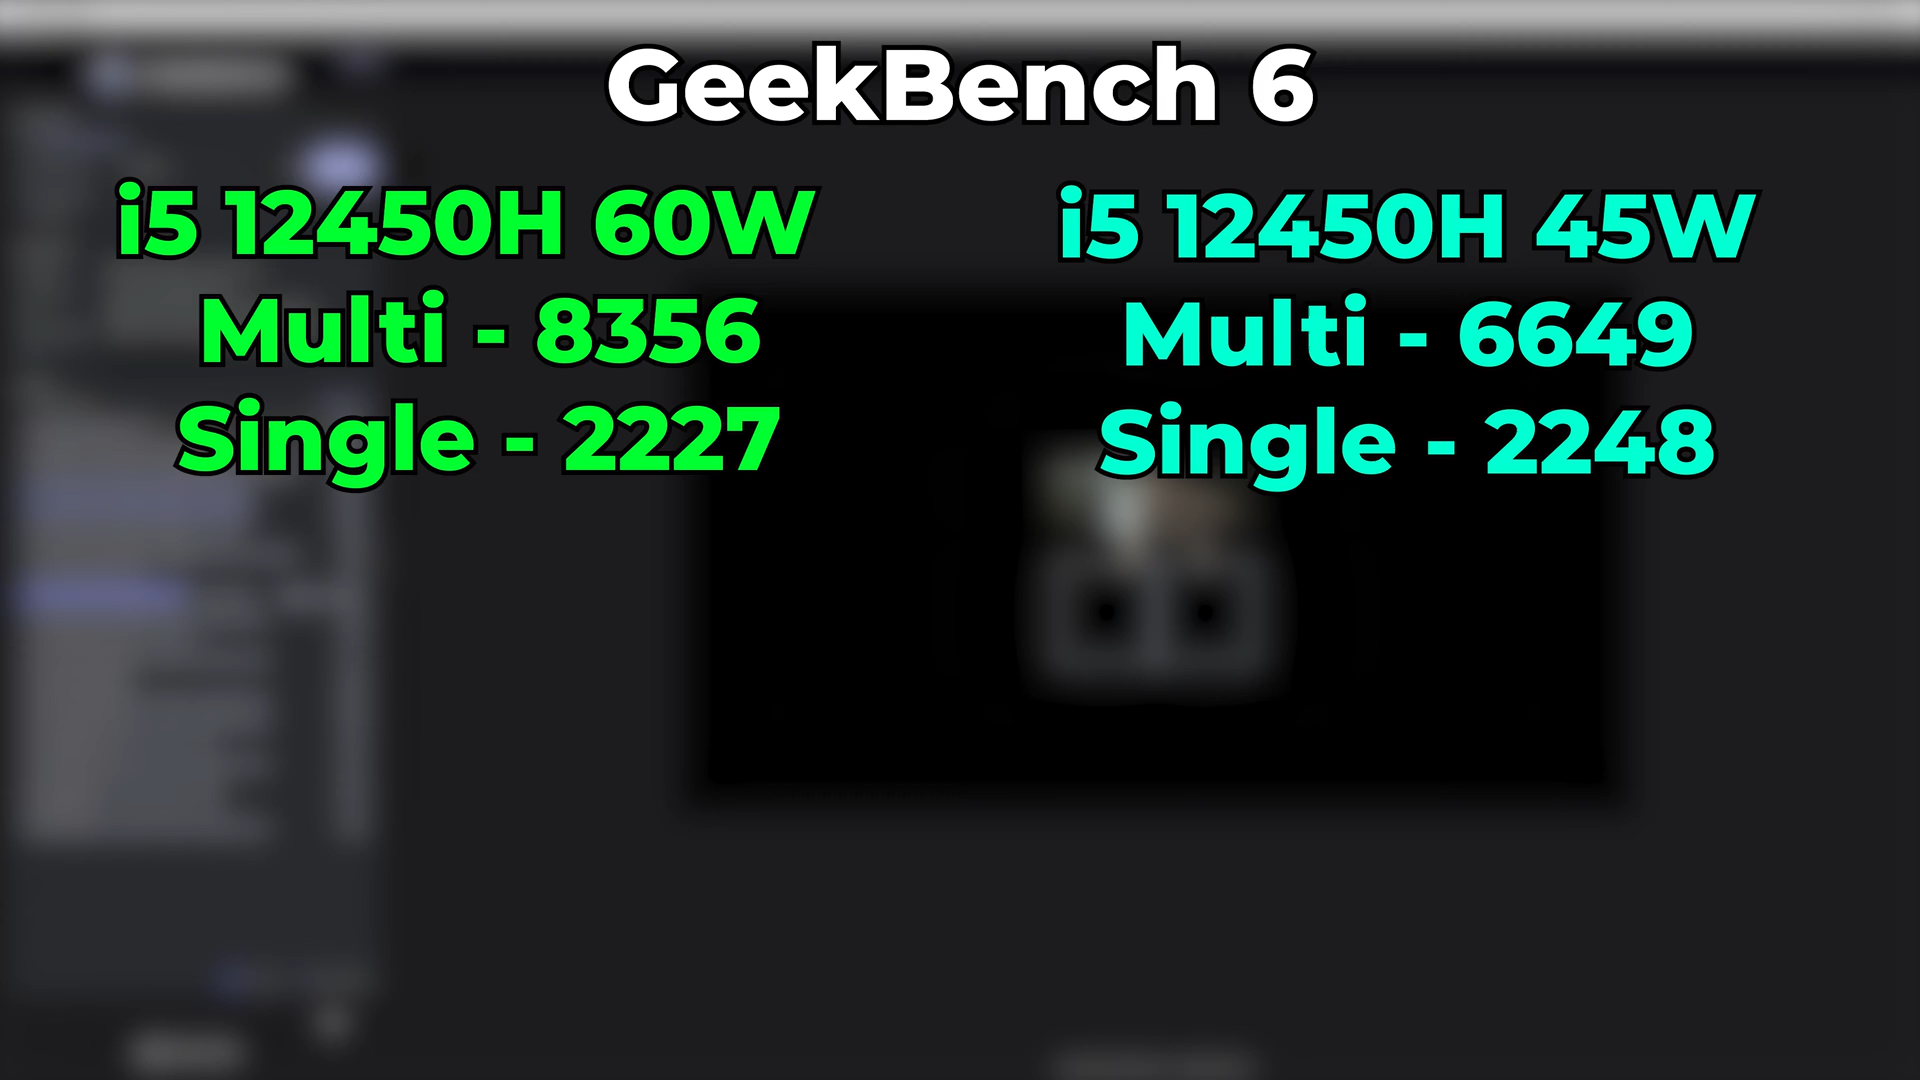 GeekBench 6
i5 12450H 60W
Multi - 8356
Single - 2227
i5 12450H 45W
Multi - 6649
Single - 2248